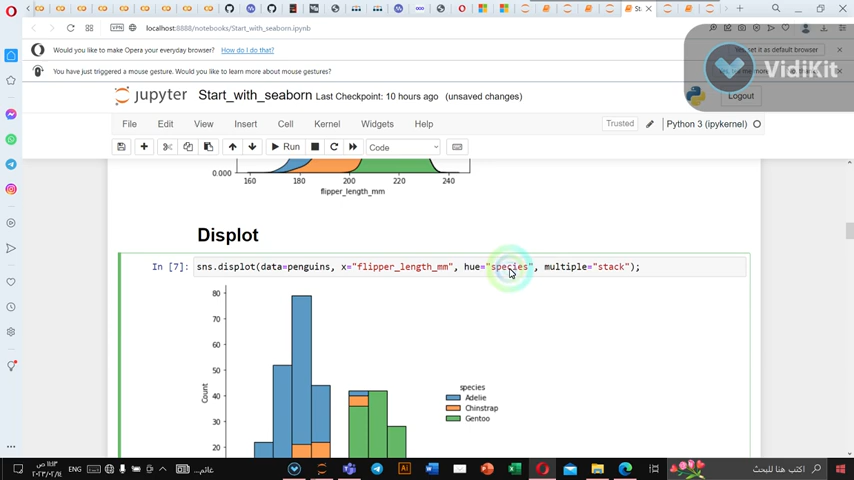 VPN
localhost:8888/notebooks/Start_with_seaborn.ipynb
Would you like to make Opera your everyday browser? How do I do that?
Yes, set it as default browser
You have just triggered a mouse gesture. Would you like to learn more about mouse gestures?
VidiKit
jupyter Start_with_seaborn Last Checkpoint: 10 hours ago (unsaved changes)
Logout
File Edit View Insert Cell Kernel Widgets Help
Trusted
Python 3 (ipykernel)
Run
Code
0.000
160 180 200 220 240
flipper_length_mm
Displot
In [7]: sns.displot(data=penguins, x="flipper_length_mm", hue="species", multiple="stack");
80
70
60
50
40
30
20
Count
species
Adelie
Chinstrap
Gentoo
ENG
غائم...
اكتب هنا للبحث